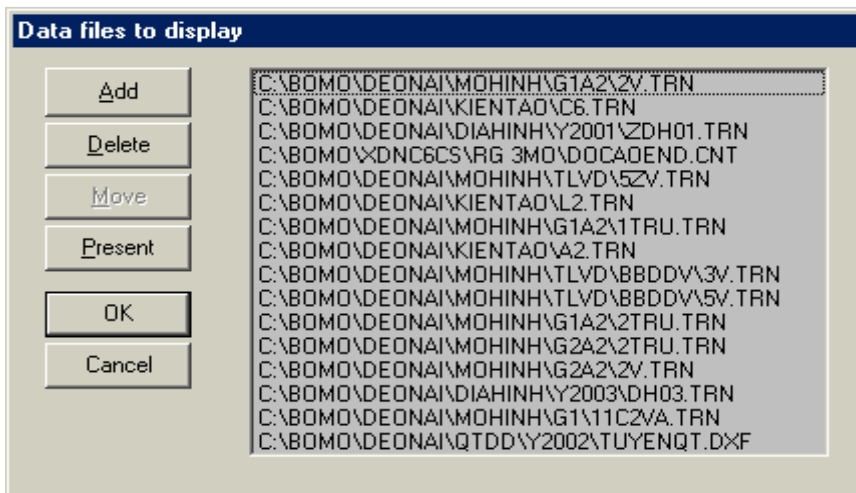 Data files to display
Add
Delete
Move
Present
OK
Cancel
C:\BOMO\DEONAI\MOHINH\G1A2\2V.TRN
C:\BOMO\DEONAI\KIENTAO\C6.TRN
C:\BOMO\DEONAI\DIAHINH\Y2001\ZDH01.TRN
C:\BOMO\XDNC6CS\RG 3MO\DOCAOEND.CNT
C:\BOMO\DEONAI\MOHINH\TLVD\5ZV.TRN
C:\BOMO\DEONAI\KIENTAO\L2.TRN
C:\BOMO\DEONAI\MOHINH\G1A2\1TRU.TRN
C:\BOMO\DEONAI\KIENTAO\A2.TRN
C:\BOMO\DEONAI\MOHINH\TLVD\BBDDV\3V.TRN
C:\BOMO\DEONAI\MOHINH\TLVD\BBDDV\5V.TRN
C:\BOMO\DEONAI\MOHINH\G1A2\2TRU.TRN
C:\BOMO\DEONAI\MOHINH\G2A2\2TRU.TRN
C:\BOMO\DEONAI\MOHINH\G2A2\2V.TRN
C:\BOMO\DEONAI\DIAHINH\Y2003\DH03.TRN
C:\BOMO\DEONAI\MOHINH\G1\11C2VA.TRN
C:\BOMO\DEONAI\QTDD\Y2002\TUYENQT.DXF